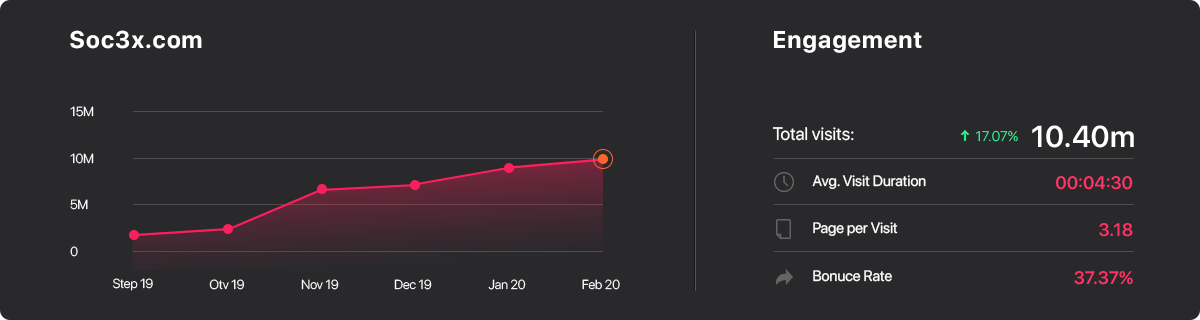 Soc3x.com
15M
10M
5M
0
Step 19 Otv 19 Nov 19 Dec 19 Jan 20 Feb 20
Engagement
Total visits: 17.07% 10.40m
Avg. Visit Duration 00:04:30
Page per Visit 3.18
Bonuce Rate 37.37%